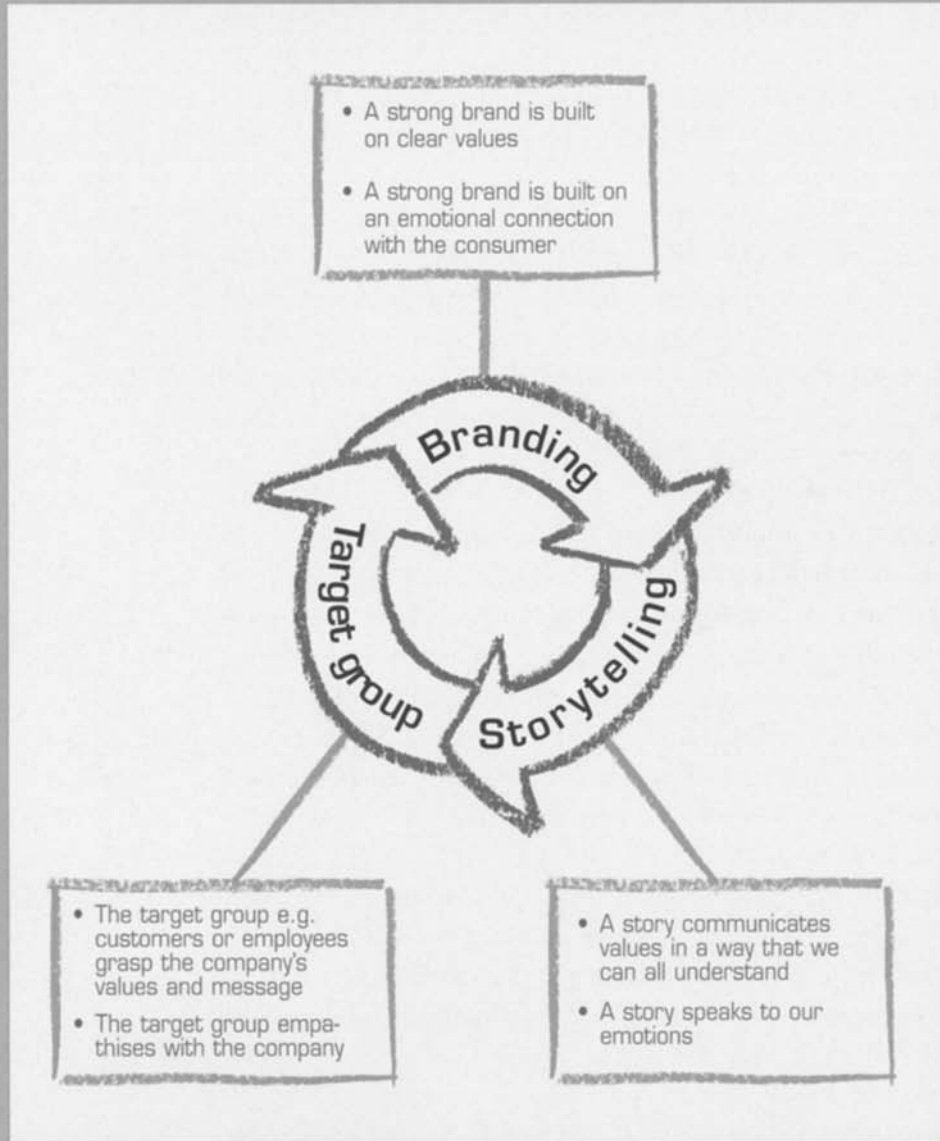 • A strong brand is built
on clear values
• A strong brand is built on
an emotional connection
with the consumer
Branding
Storytelling
Target group
• The target group e.g.
customers or employees
grasp the company's
values and message
• The target group empa-
thises with the company
• A story communicates
values in a way that we
can all understand
• A story speaks to our
emotions